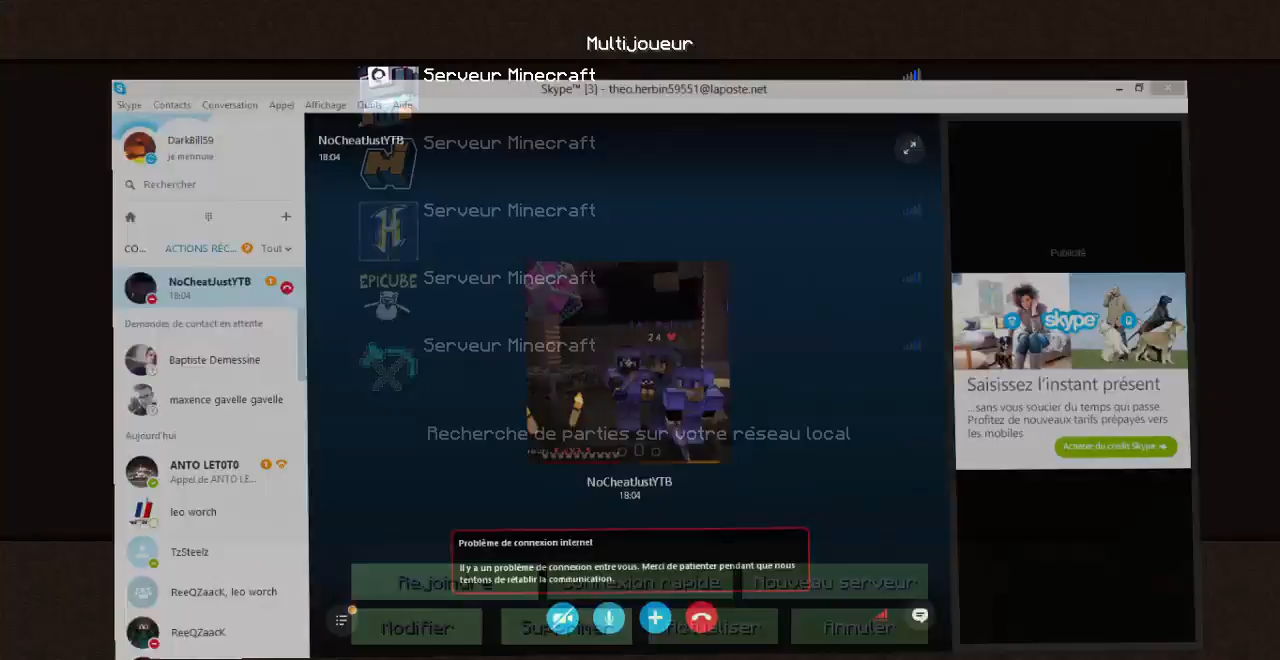 Multijoueur
Serveur Minecraft
Skype™ [3] - theo.herbin59551@laposte.net
Skype Contacts Conversation Appel Affichage Outils Aide
DarkBill59
je mennuie
Rechercher
CO... ACTIONS RÉC... 2 Tout
NoCheatJustYTB 1
18:04
Demandes de contact en attente
Baptiste Demessine
maxence gavelle gavelle
Aujourd'hui
ANTO LET0T0 1
Appel de ANTO LE...
leo worch
TzSteelz
ReeQZaacK, leo worch
ReeQZaacK
NoCheatJustYTB
18:04
Serveur Minecraft
Serveur Minecraft
EPICUBE
Serveur Minecraft
24
Serveur Minecraft
Recherche de parties sur votre réseau local
NoCheatJustYTB
18:04
Problème de connexion internet
Il y a un problème de connexion entre vous. Merci de patienter pendant que nous
tentons de rétablir la communication.
Rejoindre Connexion rapide Nouveau serveur
Modifier Supprimer Actualiser Annuler
Publicité
skype
Saisissez l'instant présent
...sans vous soucier du temps qui passe
Profitez de nouveaux tarifs prépayés vers
les mobiles
Acheter du crédit Skype